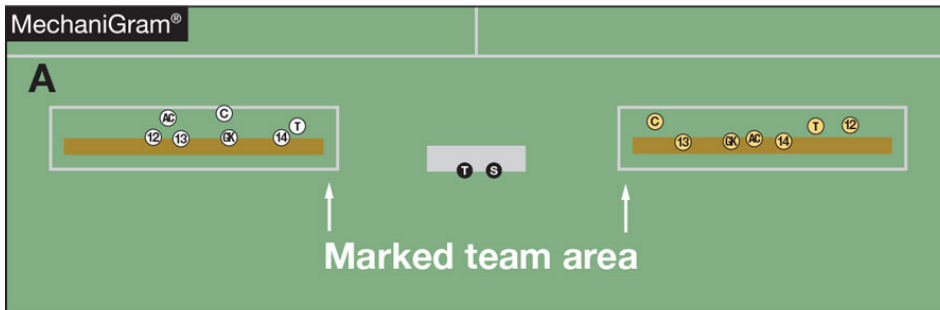 MechaniGram®
A
AC C T
12 13 GK 14
C T 12
13 GK AC 14
T S
Marked team area